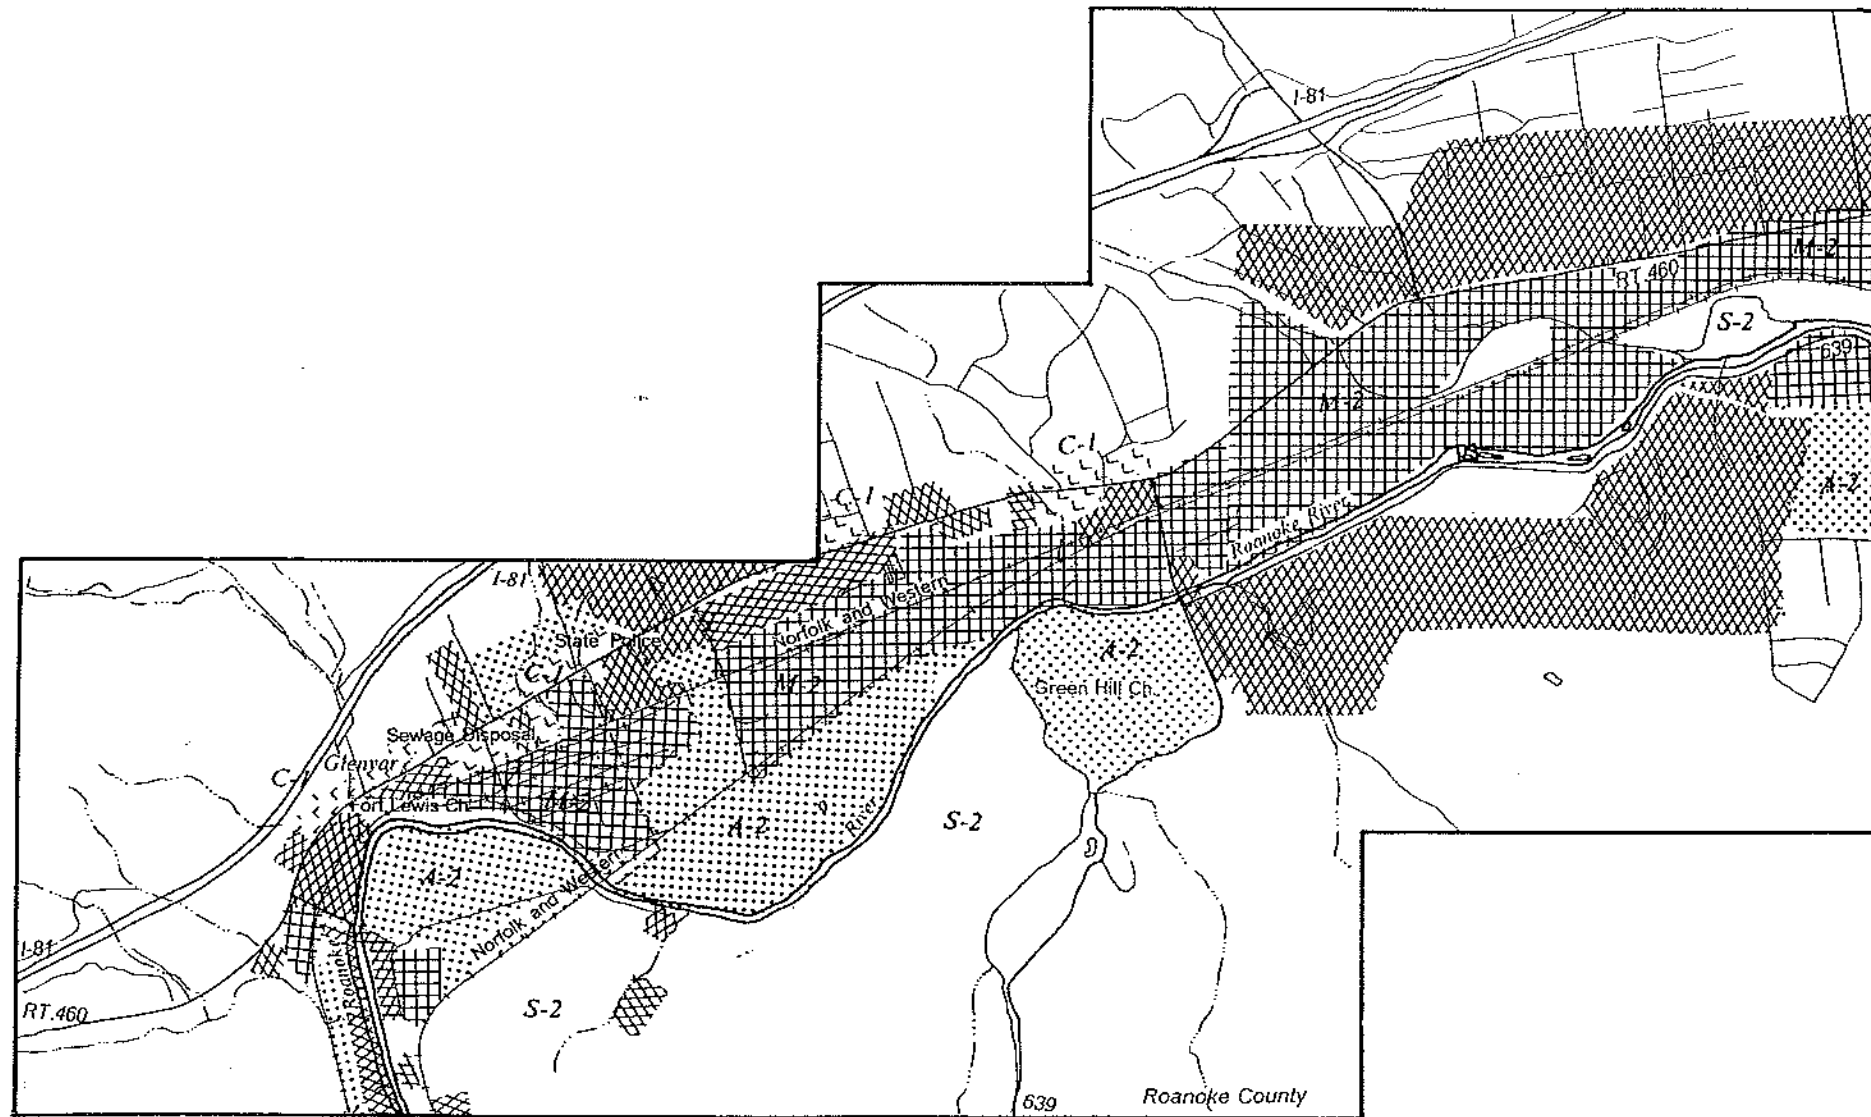 I-81
M-2
RT.460
S-2
639
M-2
C-1
A-2
C-1
Roanoke River
I-81
Norfolk and Western
State Police
A-2
C-1
M-2
Green Hill Ch.
Sewage Disposal
Glenvar
C-1
Fort Lewis Ch.
M-2
A-2
River
S-2
A-2
Norfolk and Western
I-81
Roanoke
RT.460
S-2
639
Roanoke County